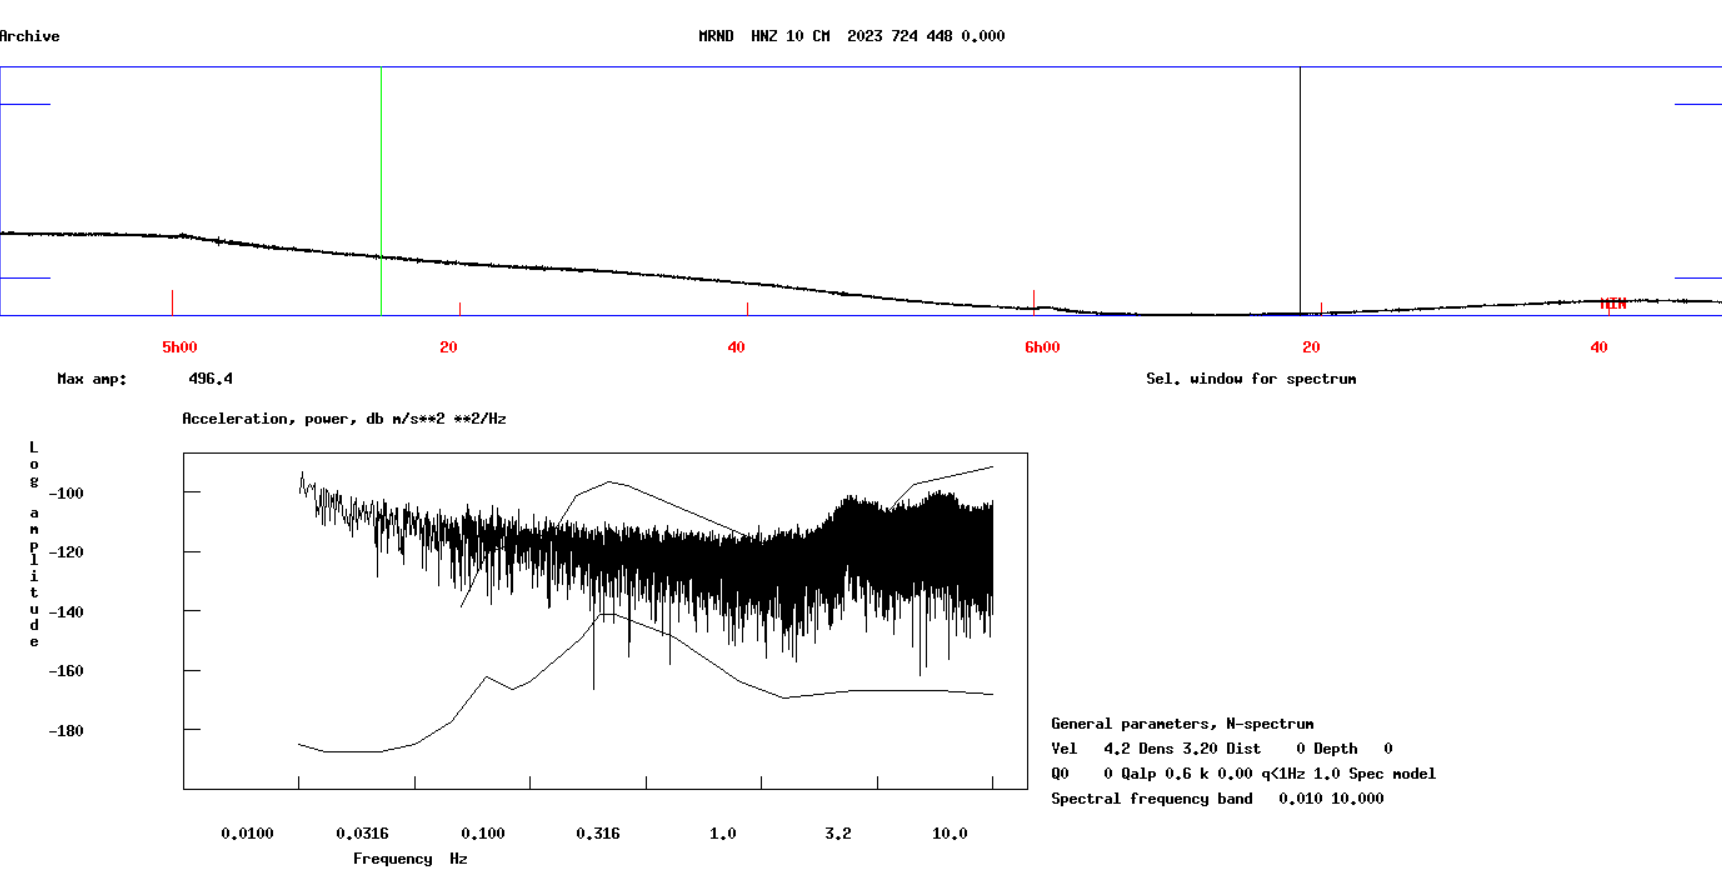 Archive MRND HNZ 10 CM 2023 724 448 0.000
MIN
5h00 20 40 6h00 20 40
Max amp: 496.4 Sel. window for spectrum
Acceleration, power, db m/s**2 **2/Hz
Log amplitude
-100
-120
-140
-160
-180
General parameters, N-spectrum
Vel 4.2 Dens 3.20 Dist 0 Depth 0
Q0 0 Qalp 0.6 k 0.00 q<1Hz 1.0 Spec model
Spectral frequency band 0.010 10.000
0.0100 0.0316 0.100 0.316 1.0 3.2 10.0
Frequency Hz